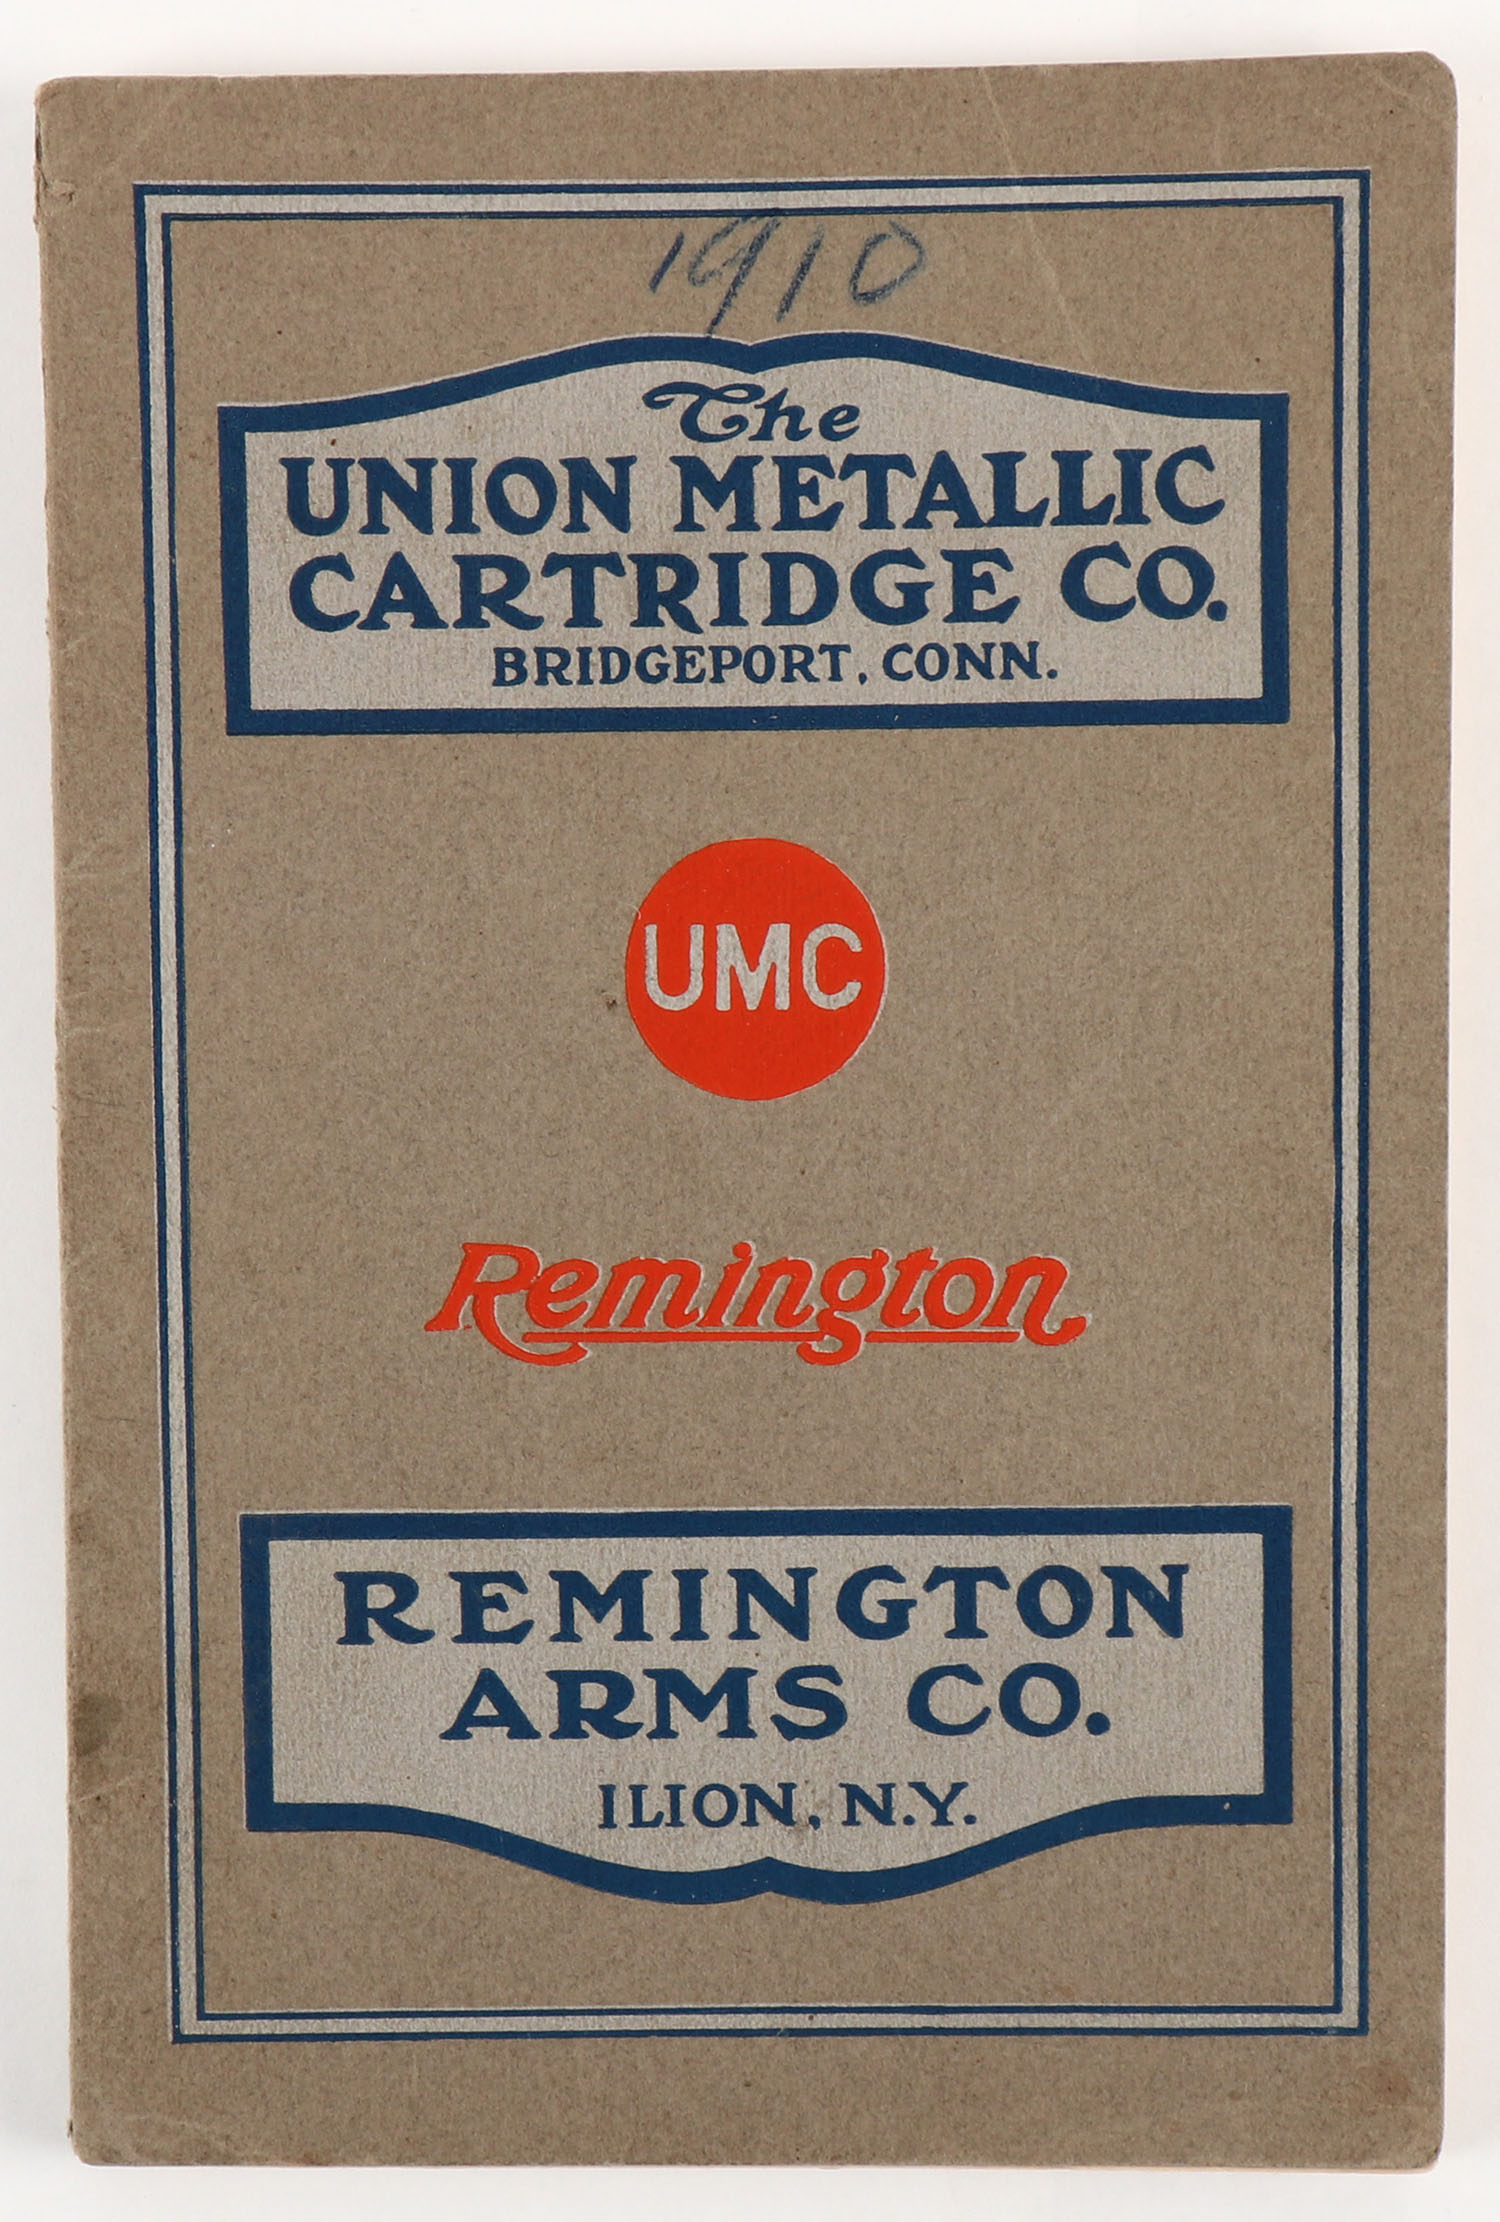 1910
The
UNION METALLIC
CARTRIDGE CO.
BRIDGEPORT, CONN.
UMC
Remington
REMINGTON
ARMS CO.
ILION, N.Y.